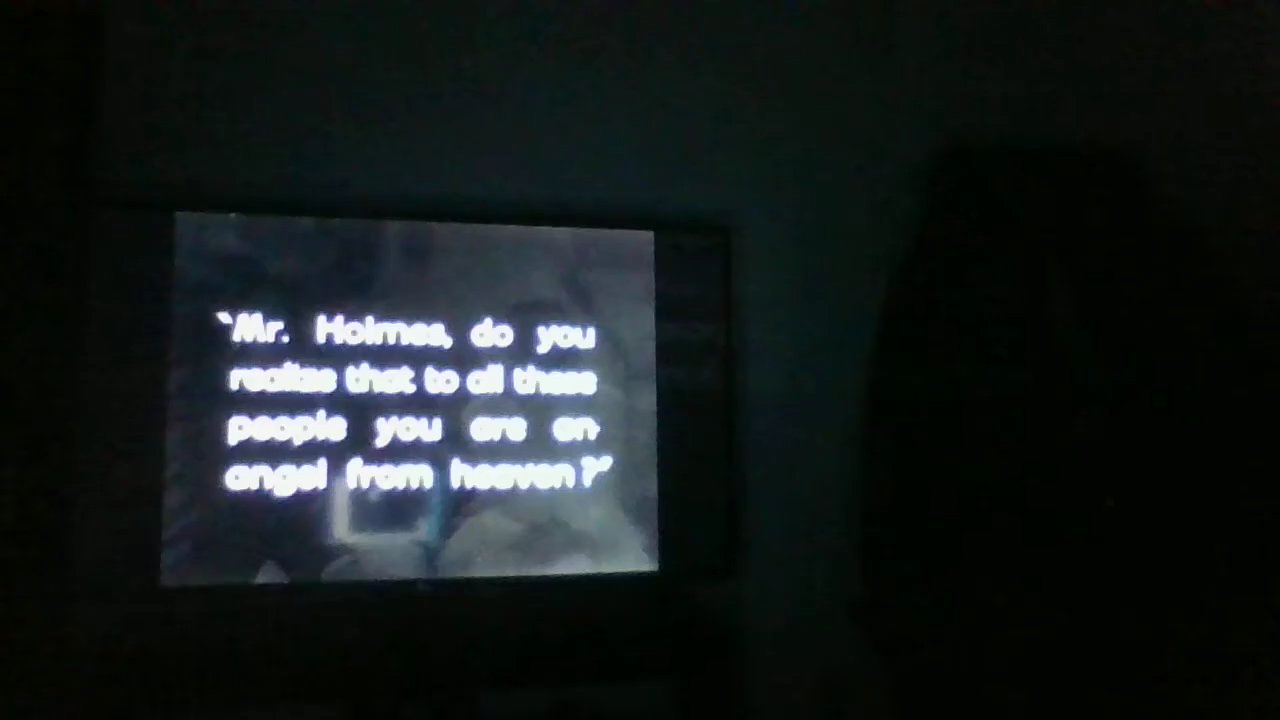 "Mr. Holmes, do you
realize that to all these
people you are an
angel from heaven?"